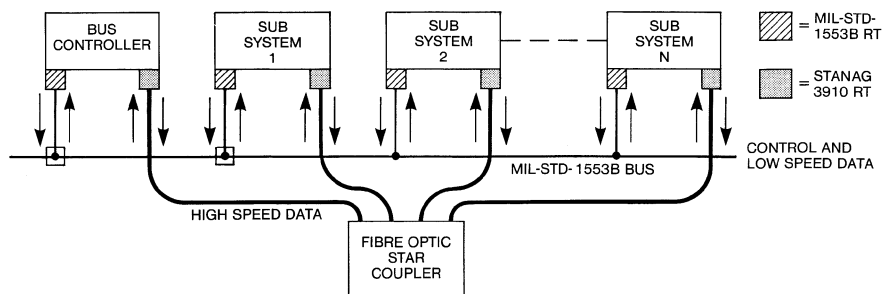 BUS
CONTROLLER
SUB
SYSTEM
1
SUB
SYSTEM
2
SUB
SYSTEM
N
= MIL-STD-
1553B RT
= STANAG
3910 RT
CONTROL AND
LOW SPEED DATA
MIL-STD-1553B BUS
HIGH SPEED DATA
FIBRE OPTIC
STAR
COUPLER